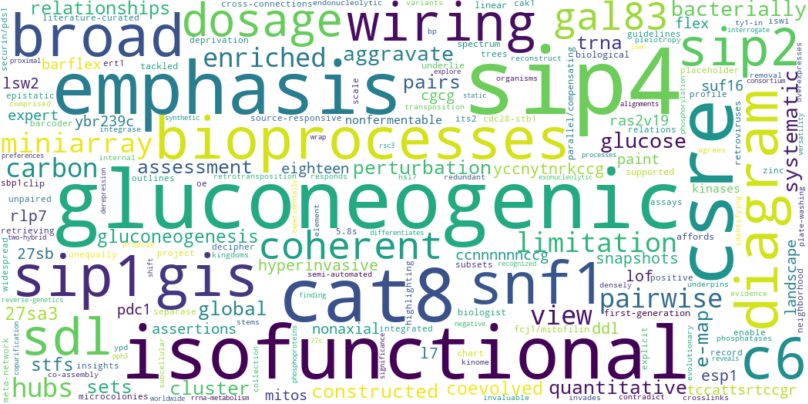 securin/pds1
relationships
literature-curated
cross-connections
endonucleolytic
variants
linear
cak1
bacterially
broad
dosage
wiring
gal83
flex
ty1-in
isw1
guidelines
pleiotropy
interrogate
proximal
deprivation
tackled
ert1
enriched
aggravate
bp
spectrum
trees
reconstruct
trna
biological
sip2
consortium
overexpresses
lsw2
barflex
underlie
explore
pairs
scale
static
organisms
placeholder
removal
epistatic
comprised
emphasis
sip4
cgcg
transposition
suf16
profile
expert
ybr239c
barcoder
source-responsive
nonfermentable
its2
cdc20-stb1
ras2v19
agrees
phosphorylation
retroviruses
systematic
versatility
miniarray
bioprocesses
synthetic
integrase
wrap
rsc3
alignments
parallel/compensating
relations
glucose
csre
diagram
preferences
internal
carbon
assessment
eighteen
perturbation
yccnytnrkccg
processes
paint
supported
zinc
sbp1
clip
outlines
retrotransposition
responds
hsl7
redundant
exonucleolytic
kinases
assays
unpaired
oe
derepression
rlp7
retrieving
two-hybrid
gluconeogenic
element
5.8s
differentiates
identifying
affords
plate-washing
gluconeogenesis
27sb
unequally
project
decipher
kingdoms
shift
coherent
ccnnnnnnccg
limitation
snapshots
landscape
neighborhood
widespread
sip1
gis
hyperinvasive
semi-automated
subsets
recognized
lof
positive
densely
underpins
evidence
reverse-genetics
27sa3
pdc1
global
separase
finding
cat8
highlighting
snf1
view
pairwise
first-generation
e-map
enable
phosphatases
biologist
negative
sdl
assertions
stems
nonaxial
integrated
fcj1/mitofilin
ddl
explicit
evolutionary
c6
record
reveals
meta-network
copurification
stfs
insights
ypd
pph3
subcellular
collection
phosphoproteins
27s
l7
chart
kinome
significance
isofunctional
esp1
hubs
co-assembly
sets
cluster
microcolonies
worldwide
rrna-metabolism
mitos
constructed
coevolved
invaluable
invades
quantitative
contradict
tccattsrtccgr
crosslinks